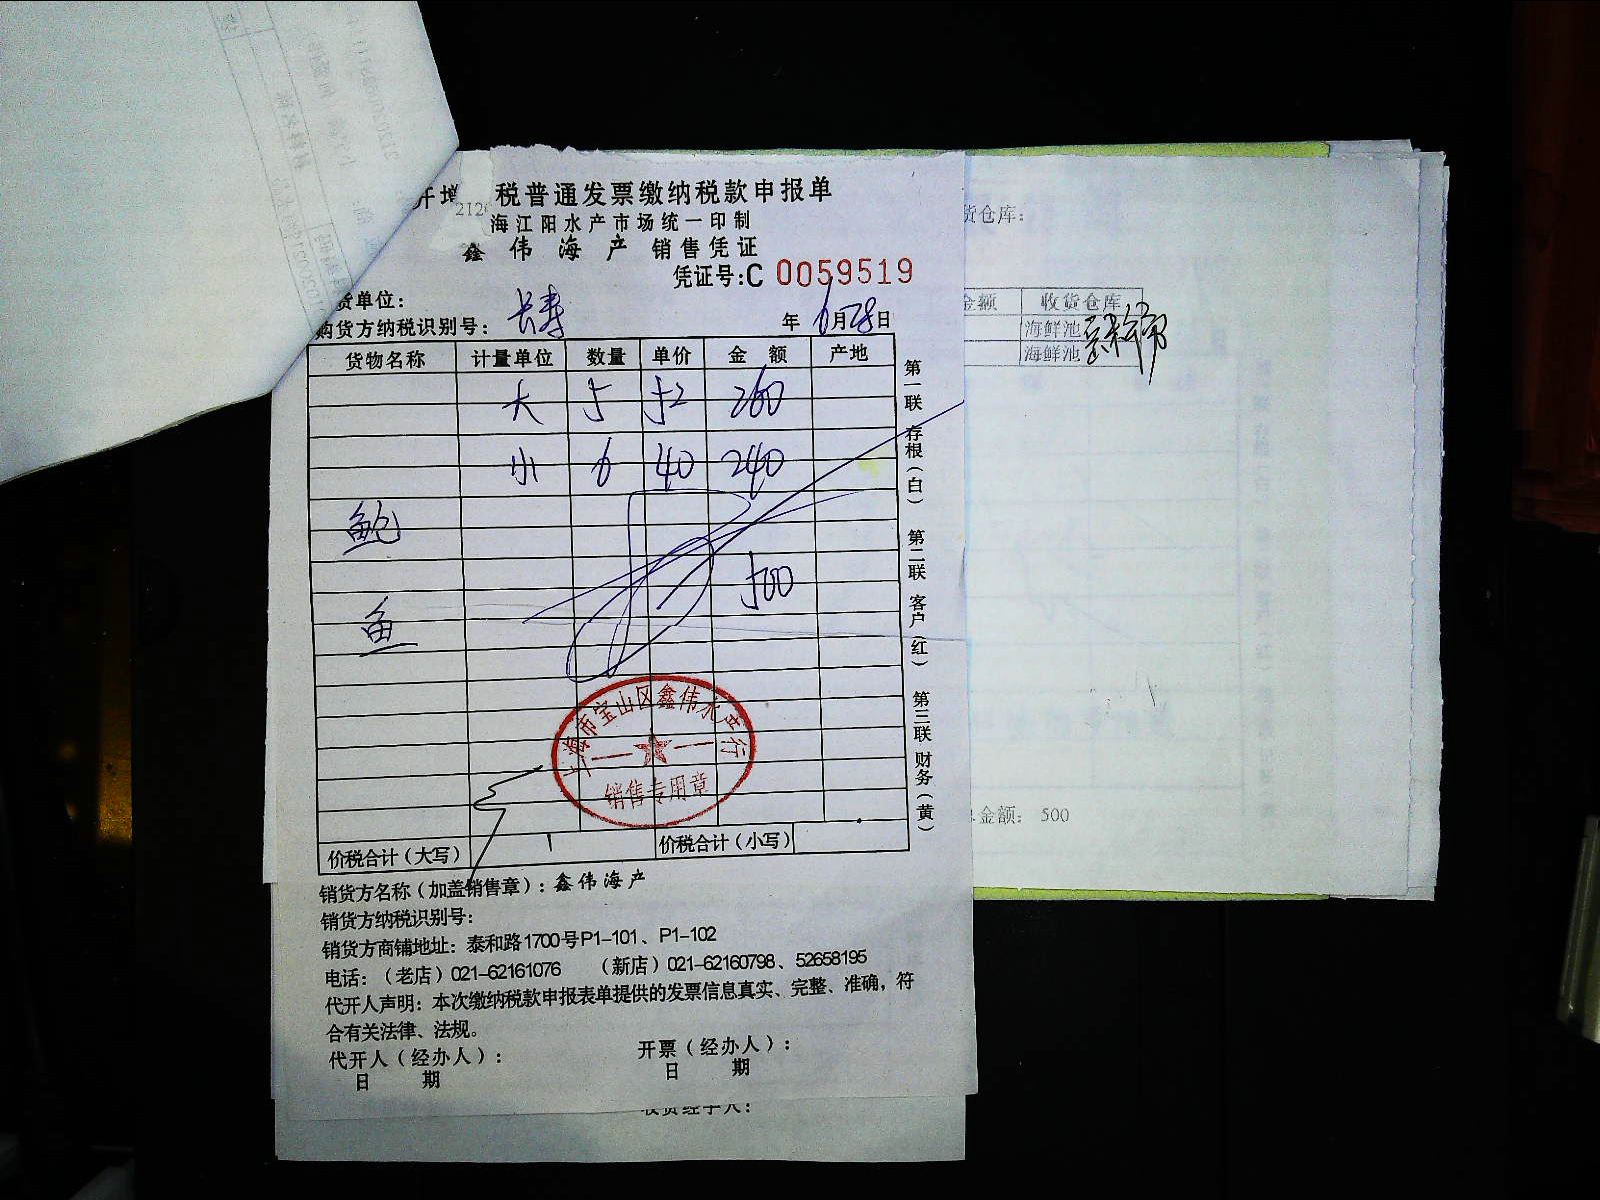 开增 税普通发票缴纳税款申报单
212
海江阳水产市场统一印制
鑫伟海产 销售凭证
凭证号:C 0059519
货单位:
长寿
购货方纳税识别号: 年 6月28日
货物名称 计量单位 数量 单价 金额 产地
大 5 52 260
小 6 40 240
鲍
500
鱼
上海市宝山区鑫伟水产行
销售专用章
价税合计(大写) 价税合计(小写)
第一联 存根(白) 第二联 客户(红) 第三联 财务(黄)
销货方名称(加盖销售章):鑫伟海产
销货方纳税识别号:
销货方商铺地址:泰和路1700号P1-101、P1-102
电话:(老店)021-62161076 (新店)021-62160798、52658195
代开人声明:本次缴纳税款申报表单提供的发票信息真实、完整、准确,符
合有关法律、法规。
代开人(经办人): 开票(经办人):
日 期 日 期
收货经手人:
货仓库:
金额 收货仓库
海鲜池
海鲜池
金额: 500